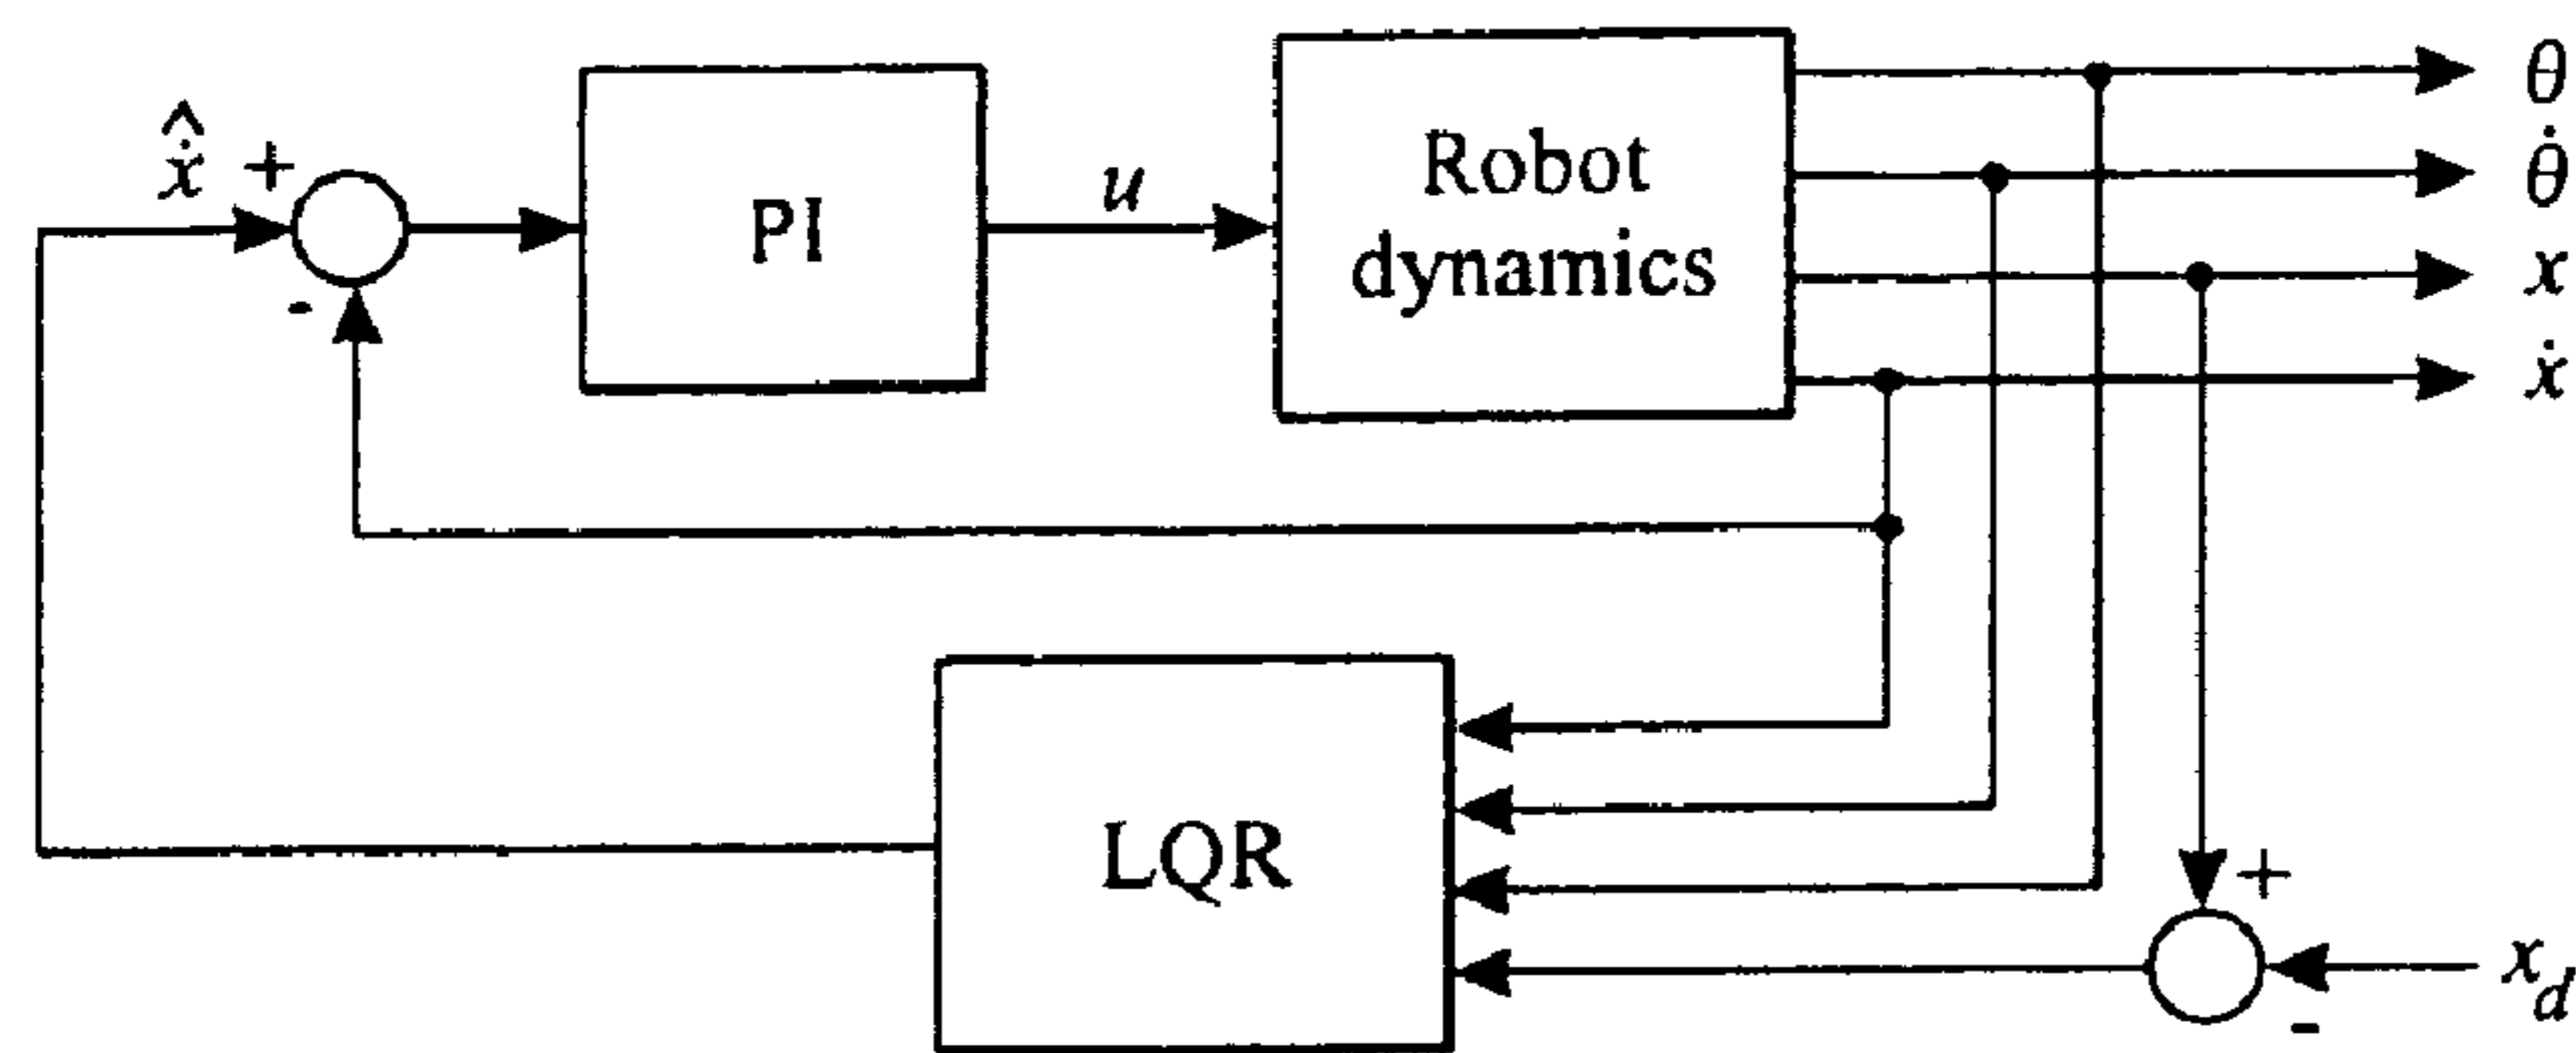 θ
Robot
dynamics
θ̇
x̂̇ +
PI
u
x
-
ẋ
LQR
+
x_d
-